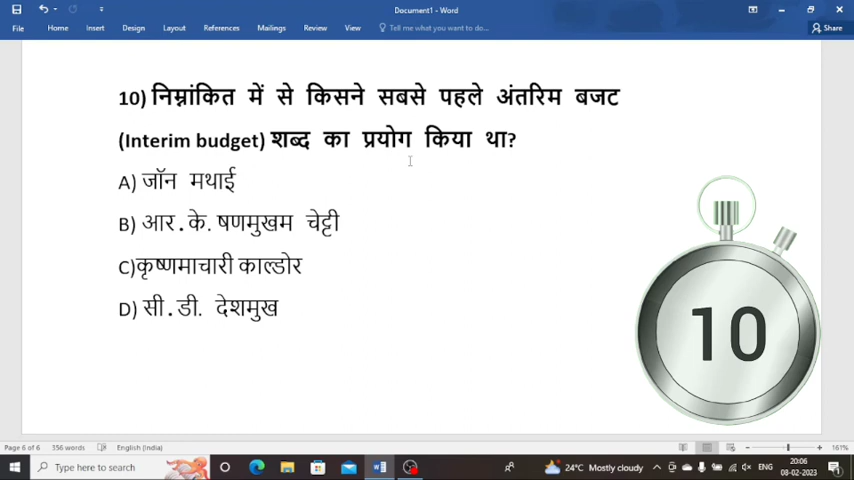 Document1 - Word
File Home Insert Design Layout References Mailings Review View Tell me what you want to do... Share
10) निम्नांकित में से किसने सबसे पहले अंतरिम बजट
(Interim budget) शब्द का प्रयोग किया था?
A) जॉन मथाई
B) आर.के. षणमुखम चेट्टी
C)कृष्णमाचारी काल्डोर
D) सी.डी. देशमुख
10
Page 6 of 6 356 words English (India) 161%
Type here to search 24°C Mostly cloudy ENG 20:06
08-02-2023